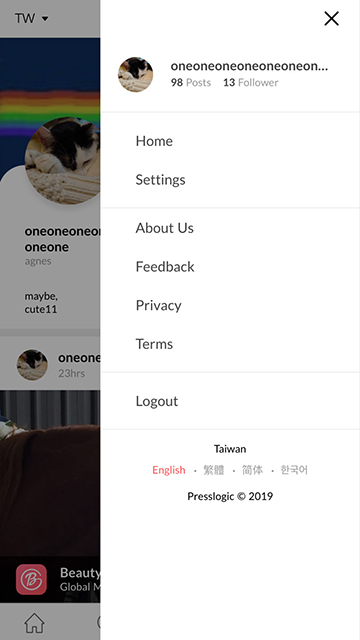 TW
oneoneoneoneoneoneon...
98 Posts 13 Follower
Home
Settings
About Us
Feedback
Privacy
Terms
Logout
Taiwan
English • 繁體 • 简体 • 한국어
Presslogic © 2019
oneoneoneon
oneone
agnes
maybe,
cute11
oneone
23hrs
Beauty
Global M